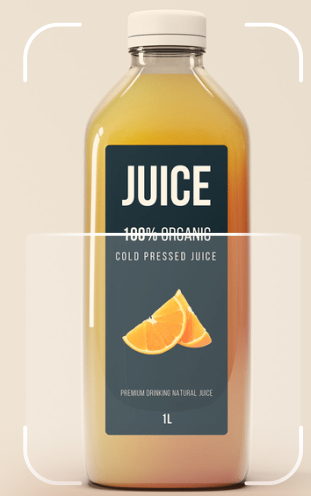 JUICE
100% ORGANIC
COLD PRESSED JUICE
PREMIUM DRINKING NATURAL JUICE
1L